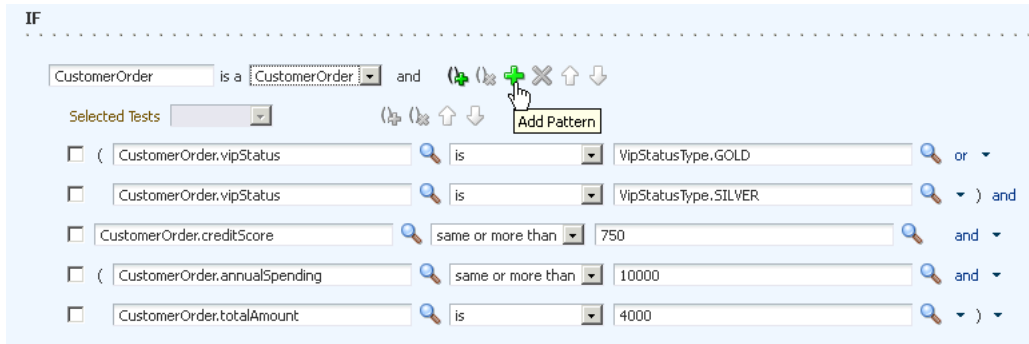 IF
CustomerOrder is a CustomerOrder and
Selected Tests Add Pattern
( CustomerOrder.vipStatus is VipStatusType.GOLD or
CustomerOrder.vipStatus is VipStatusType.SILVER ) and
CustomerOrder.creditScore same or more than 750 and
( CustomerOrder.annualSpending same or more than 10000 and
CustomerOrder.totalAmount is 4000 )